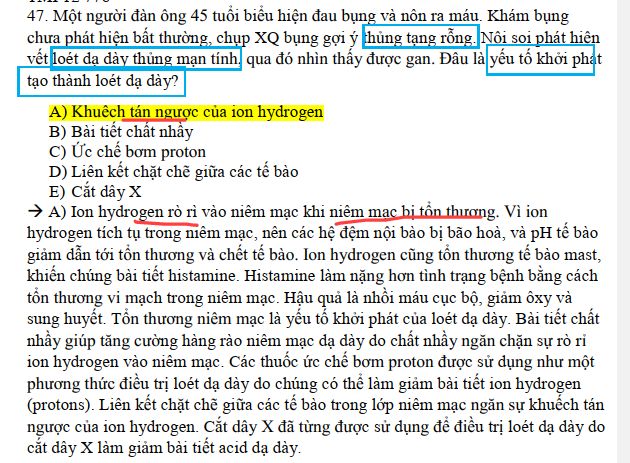 47. Một người đàn ông 45 tuổi biểu hiện đau bụng và nôn ra máu. Khám bụng
chưa phát hiện bất thường, chụp XQ bụng gợi ý thủng tạng rỗng. Nội soi phát hiện
vết loét dạ dày thủng mạn tính, qua đó nhìn thấy được gan. Đâu là yếu tố khởi phát
tạo thành loét dạ dày?
A) Khuêch tán ngược của ion hydrogen
B) Bài tiết chất nhầy
C) Ức chế bơm proton
D) Liên kết chặt chẽ giữa các tế bào
E) Cắt dây X
→ A) Ion hydrogen rò rỉ vào niêm mạc khi niêm mạc bị tổn thương. Vì ion
hydrogen tích tụ trong niêm mạc, nên các hệ đệm nội bào bị bão hoà, và pH tế bào
giảm dẫn tới tổn thương và chết tế bào. Ion hydrogen cũng tổn thương tế bào mast,
khiến chúng bài tiết histamine. Histamine làm nặng hơn tình trạng bệnh bằng cách
tổn thương vi mạch trong niêm mạc. Hậu quả là nhồi máu cục bộ, giảm ôxy và
sung huyết. Tổn thương niêm mạc là yếu tố khởi phát của loét dạ dày. Bài tiết chất
nhầy giúp tăng cường hàng rào niêm mạc dạ dày do chất nhầy ngăn chặn sự rò rỉ
ion hydrogen vào niêm mạc. Các thuốc ức chế bơm proton được sử dụng như một
phương thức điều trị loét dạ dày do chúng có thể làm giảm bài tiết ion hydrogen
(protons). Liên kết chặt chẽ giữa các tế bào trong lớp niêm mạc ngăn sự khuếch tán
ngược của ion hydrogen. Cắt dây X đã từng được sử dụng để điều trị loét dạ dày do
cắt dây X làm giảm bài tiết acid dạ dày.